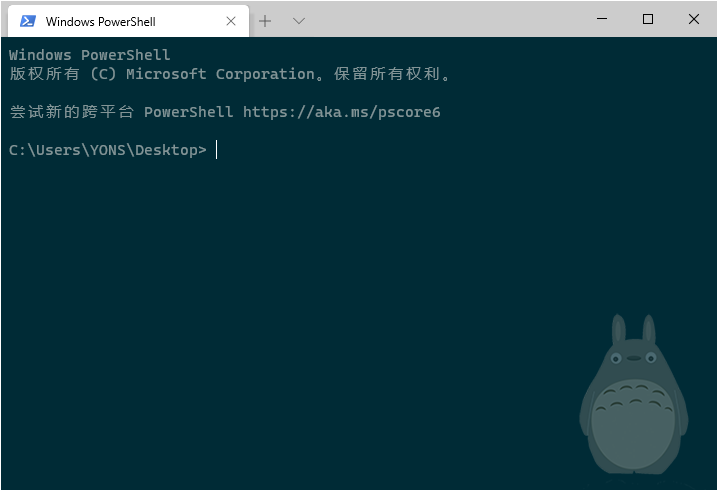 Windows PowerShell
Windows PowerShell
版权所有 (C) Microsoft Corporation。保留所有权利。
尝试新的跨平台 PowerShell https://aka.ms/pscore6
C:\Users\YONS\Desktop>